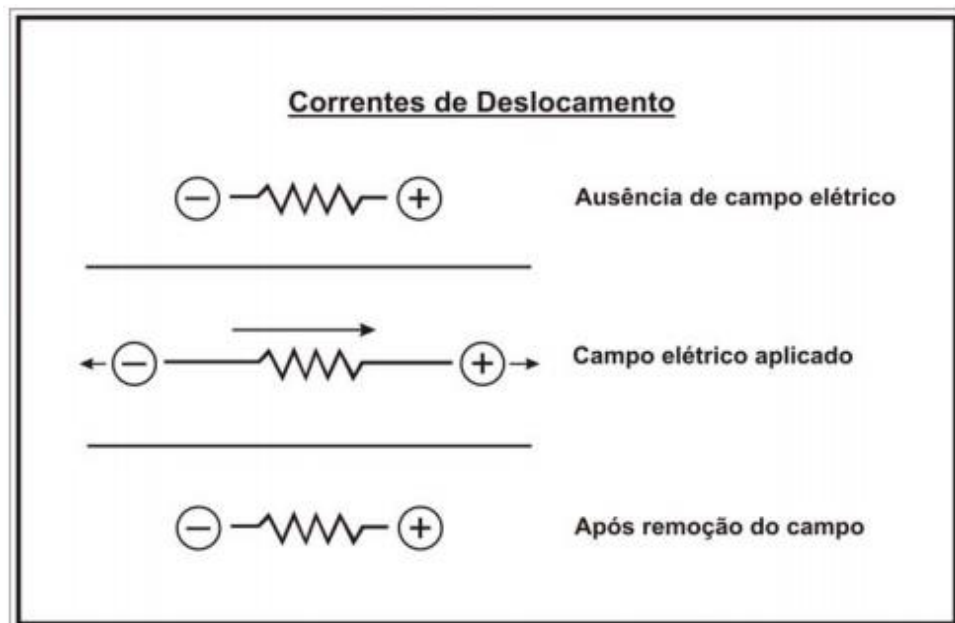 Correntes de Deslocamento
Ausência de campo elétrico
Campo elétrico aplicado
Após remoção do campo